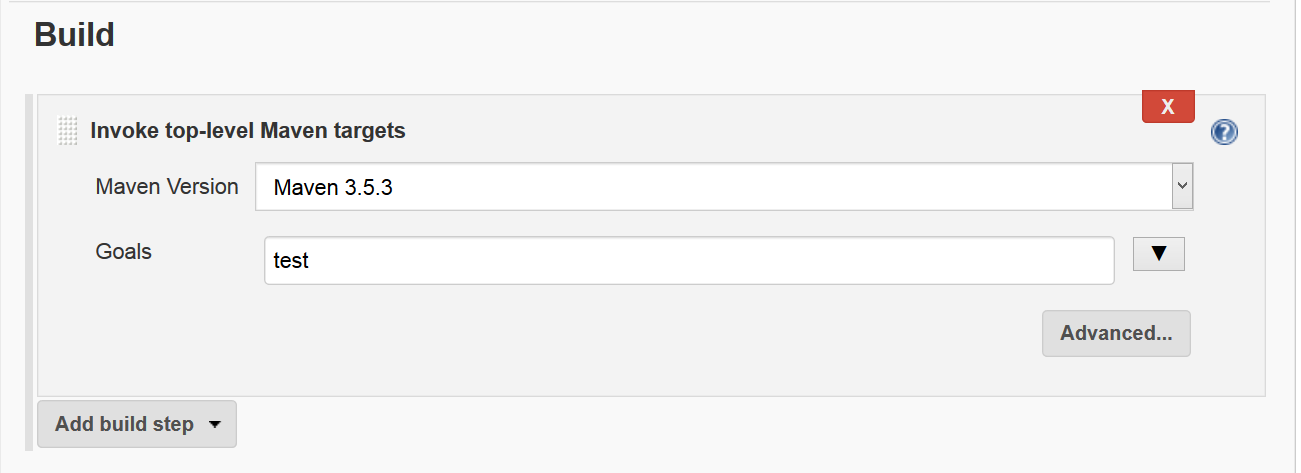 Build
X
Invoke top-level Maven targets
?
Maven Version
Maven 3.5.3
Goals
test
Advanced...
Add build step